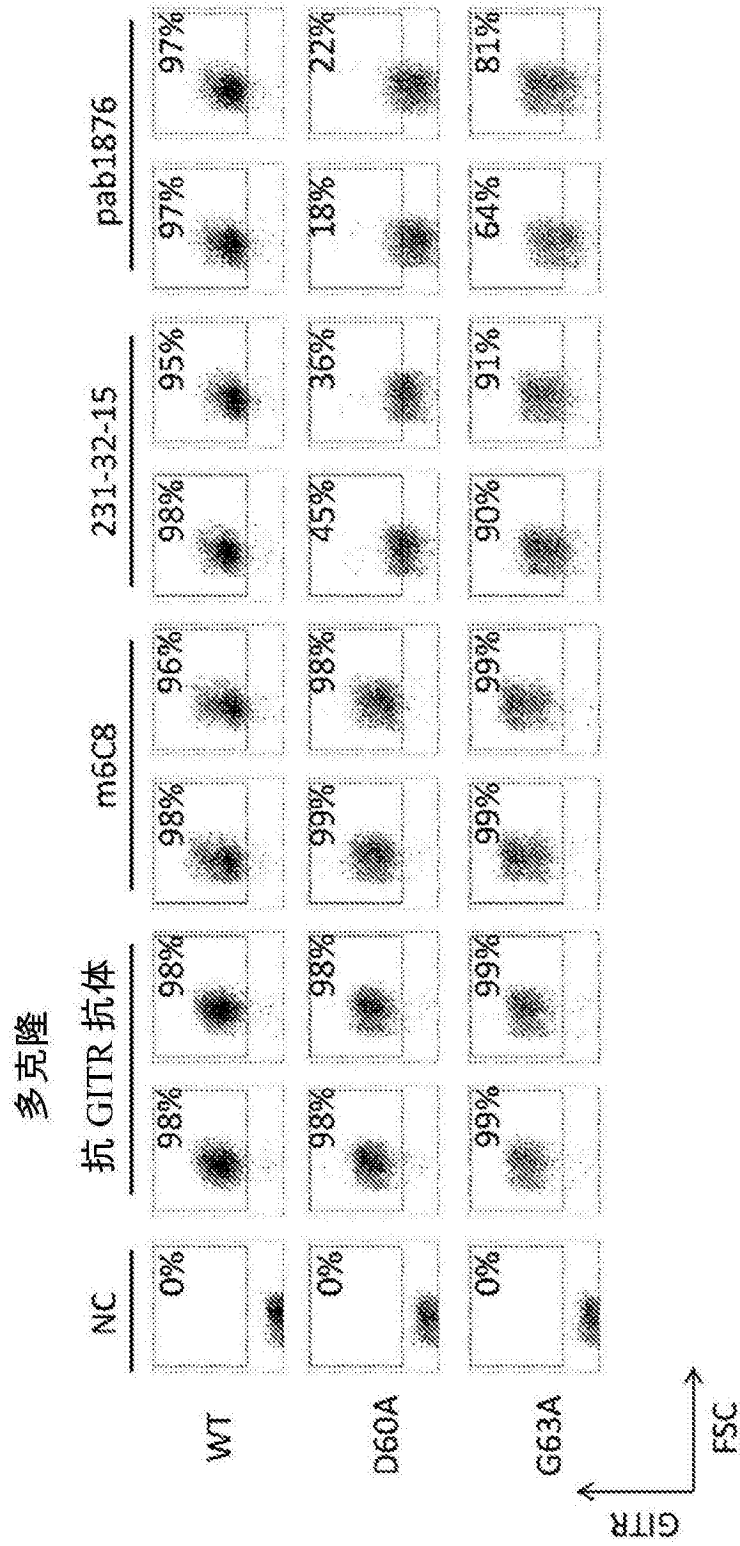 多克隆
NC 抗 GITR 抗体 m6C8 231-32-15 pab1876
WT 0% 98% 98% 98% 96% 98% 95% 97% 97%
D60A 0% 98% 98% 99% 98% 45% 36% 18% 22%
G63A 0% 99% 99% 99% 99% 90% 91% 64% 81%
GITR
FSC